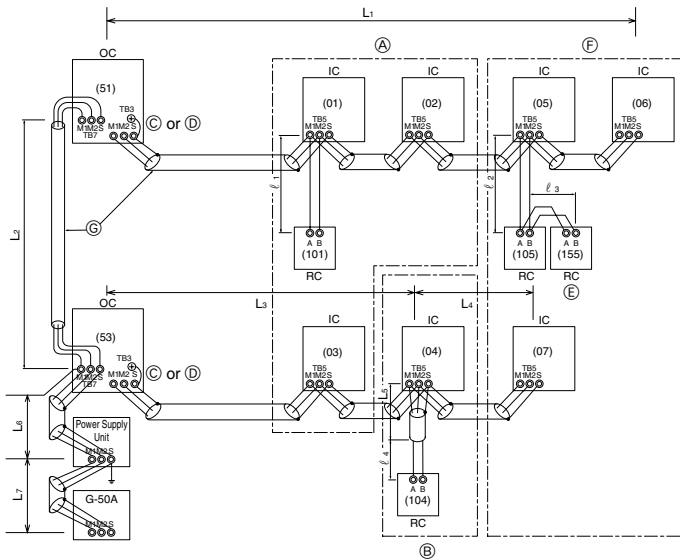 L1
A
F
OC
IC
IC
IC
IC
(51)
(01)
(02)
(05)
(06)
TB3
C or D
M1M2 S
TB7
M1M2 S
TB5
M1M2S
TB5
M1M2S
TB5
M1M2S
TB5
M1M2S
ℓ1
ℓ2
ℓ3
L2
G
A B
(101)
RC
A B
(105)
RC
A B
(155)
RC
E
OC
L3
L4
IC
IC
IC
(53)
(03)
(04)
(07)
TB3
C or D
M1M2S
TB7
M1M2 S
TB5
M1M2S
TB5
M1M2S
TB5
M1M2S
L5
L6
Power Supply
Unit
M1M2S
ℓ4
A B
(104)
RC
L7
G-50A
M1M2S
B